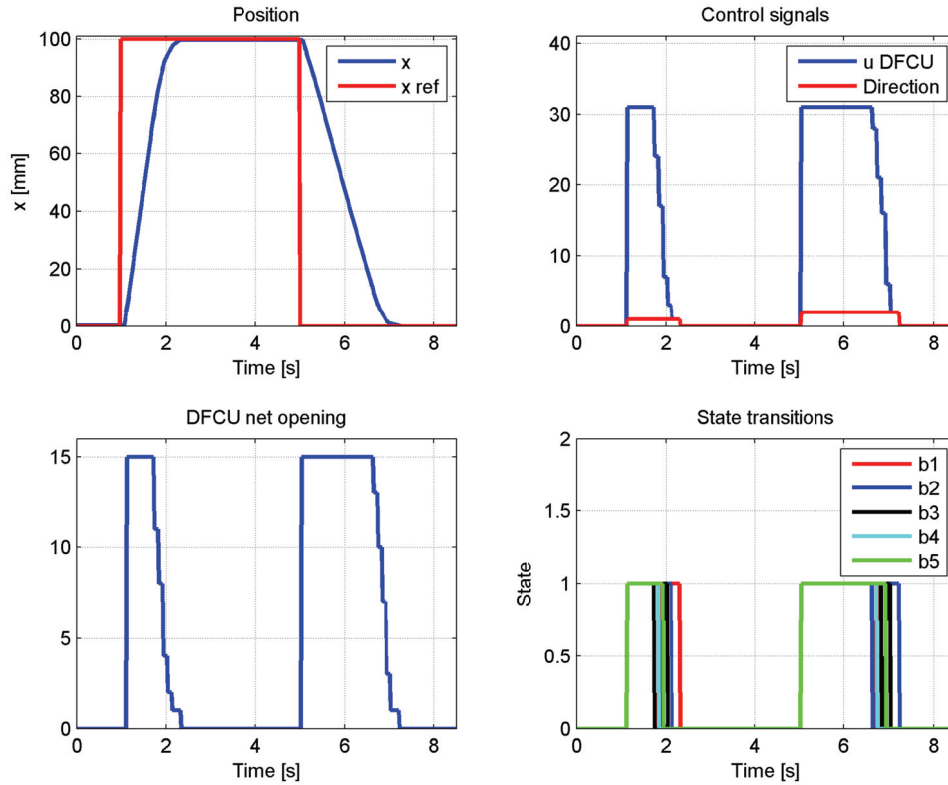 Position
100
80
60
40
20
0
x [mm]
x
x ref
0 2 4 6 8
Time [s]
Control signals
40
30
20
10
0
u DFCU
Direction
0 2 4 6 8
Time [s]
DFCU net opening
15
10
5
0
0 2 4 6 8
Time [s]
State transitions
2
1.5
1
0.5
0
State
b1
b2
b3
b4
b5
0 2 4 6 8
Time [s]